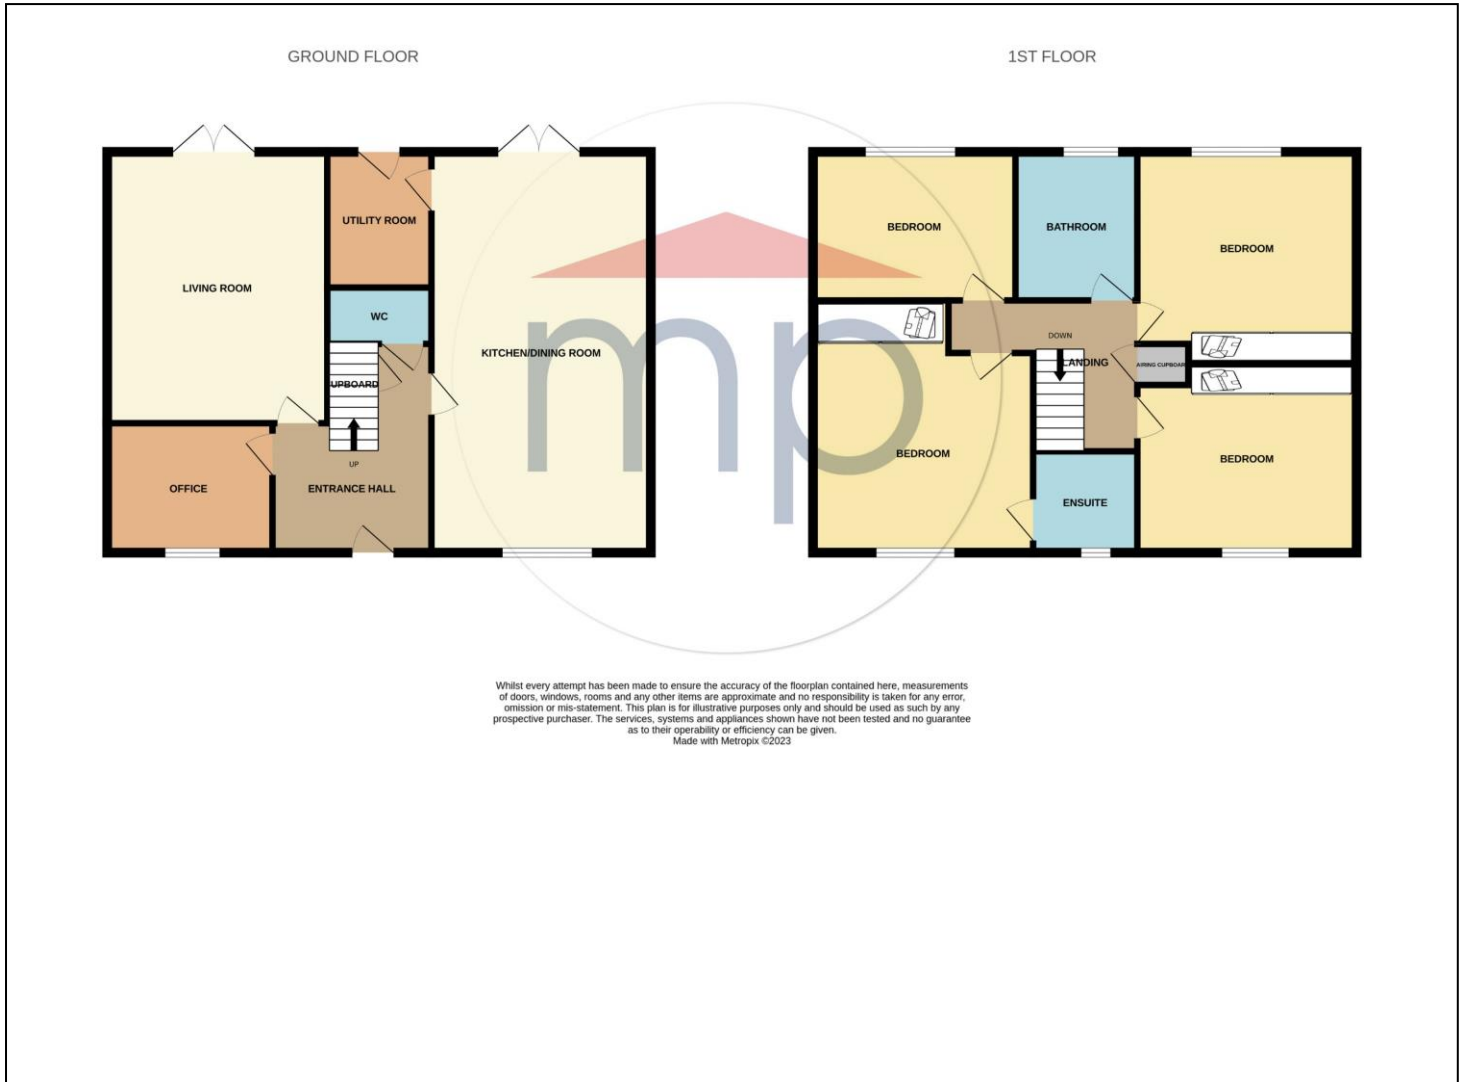 GROUND FLOOR
1ST FLOOR
LIVING ROOM
UTILITY ROOM
WC
KITCHEN/DINING ROOM
UPBOARD
UP
OFFICE
ENTRANCE HALL
BEDROOM
BATHROOM
BEDROOM
DOWN
LANDING
AIRING CUPBOARD
BEDROOM
BEDROOM
ENSUITE
mp
Whilst every attempt has been made to ensure the accuracy of the floorplan contained here, measurements
of doors, windows, rooms and any other items are approximate and no responsibility is taken for any error,
omission or mis-statement. This plan is for illustrative purposes only and should be used as such by any
prospective purchaser. The services, systems and appliances shown have not been tested and no guarantee
as to their operability or efficiency can be given.
Made with Metropix ©2023